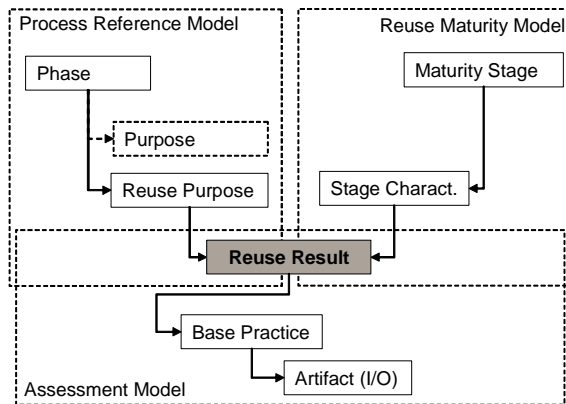 Process Reference Model
Reuse Maturity Model
Phase
Maturity Stage
Purpose
Reuse Purpose
Stage Charact.
Reuse Result
Base Practice
Artifact (I/O)
Assessment Model